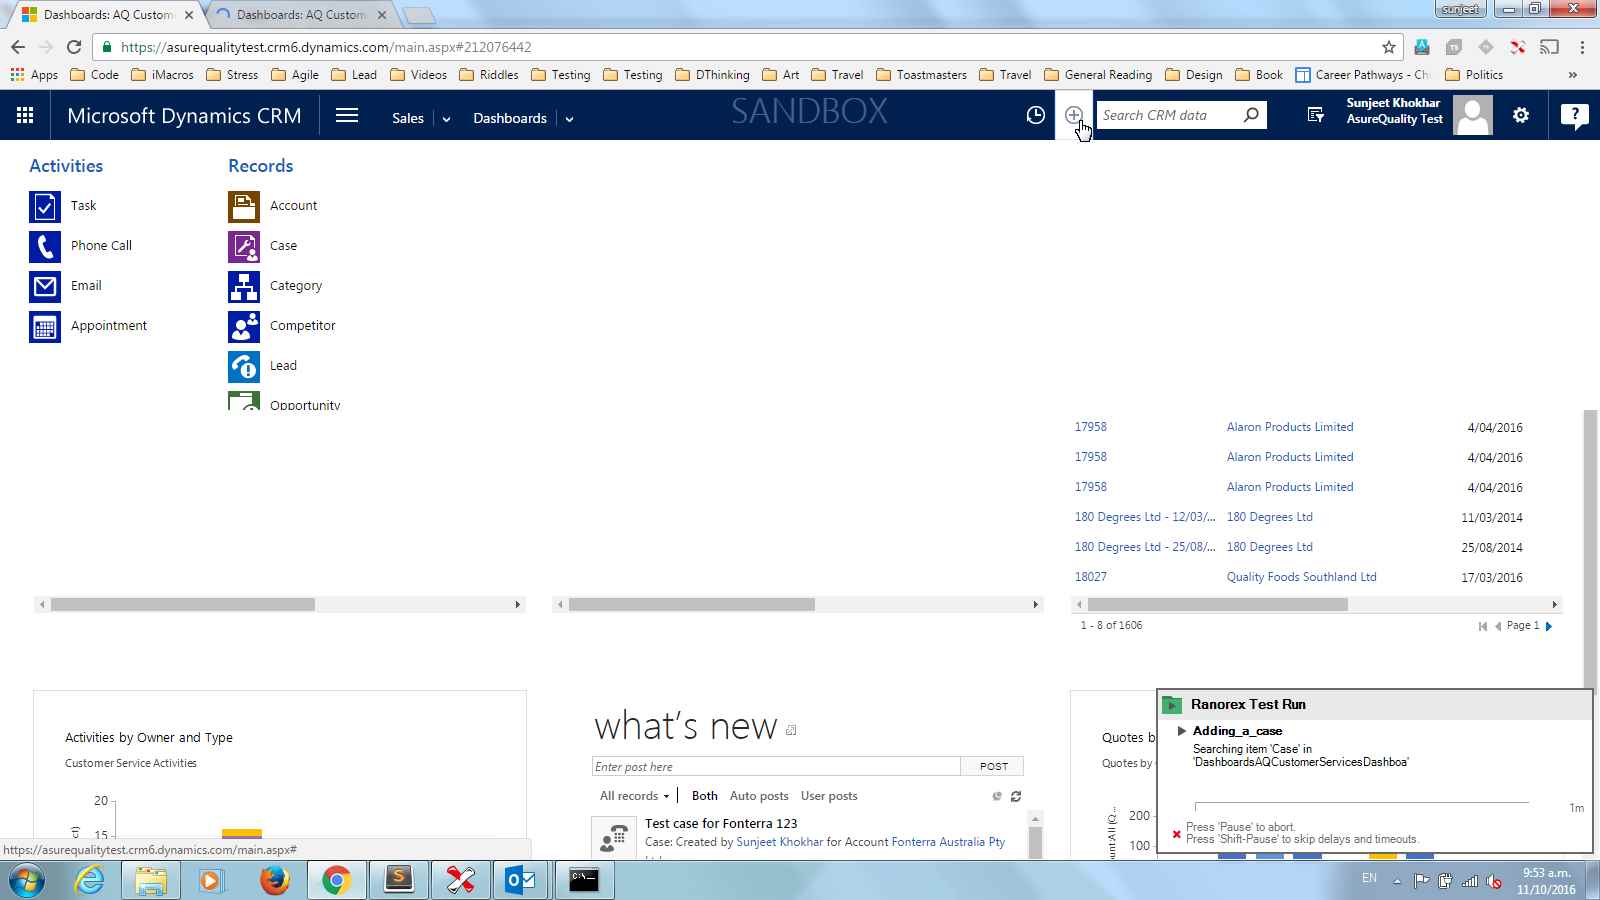 Dashboards: AQ Custom
Dashboards: AQ Custom
sunjeet
https://asurequalitytest.crm6.dynamics.com/main.aspx#212076442
Apps
Code
iMacros
Stress
Agile
Lead
Videos
Riddles
Testing
Testing
DThinking
Art
Travel
Toastmasters
Travel
General Reading
Design
Book
Career Pathways - Ch
Politics
»
Microsoft Dynamics CRM
Sales
Dashboards
SANDBOX
Search CRM data
Sunjeet Khokhar
AsureQuality Test
?
Activities
Records
Task
Account
Phone Call
Case
Email
Category
Appointment
Competitor
Lead
Opportunity
17958 Alaron Products Limited 4/04/2016
17958 Alaron Products Limited 4/04/2016
17958 Alaron Products Limited 4/04/2016
180 Degrees Ltd - 12/03/... 180 Degrees Ltd 11/03/2014
180 Degrees Ltd - 25/08/... 180 Degrees Ltd 25/08/2014
18027 Quality Foods Southland Ltd 17/03/2016
1 - 8 of 1606
Page 1
Activities by Owner and Type
Customer Service Activities
20
15
what's new
Enter post here
POST
All records
Both
Auto posts
User posts
Test case for Fonterra 123
Case: Created by Sunjeet Khokhar for Account Fonterra Australia Pty
Quotes b
Quotes by
200
100
Ranorex Test Run
Adding_a_case
Searching item 'Case' in
'DashboardsAQCustomerServicesDashboa'
1m
Press 'Pause' to abort.
Press 'Shift-Pause' to skip delays and timeouts.
https://asurequalitytest.crm6.dynamics.com/main.aspx#
EN
9:53 a.m.
11/10/2016